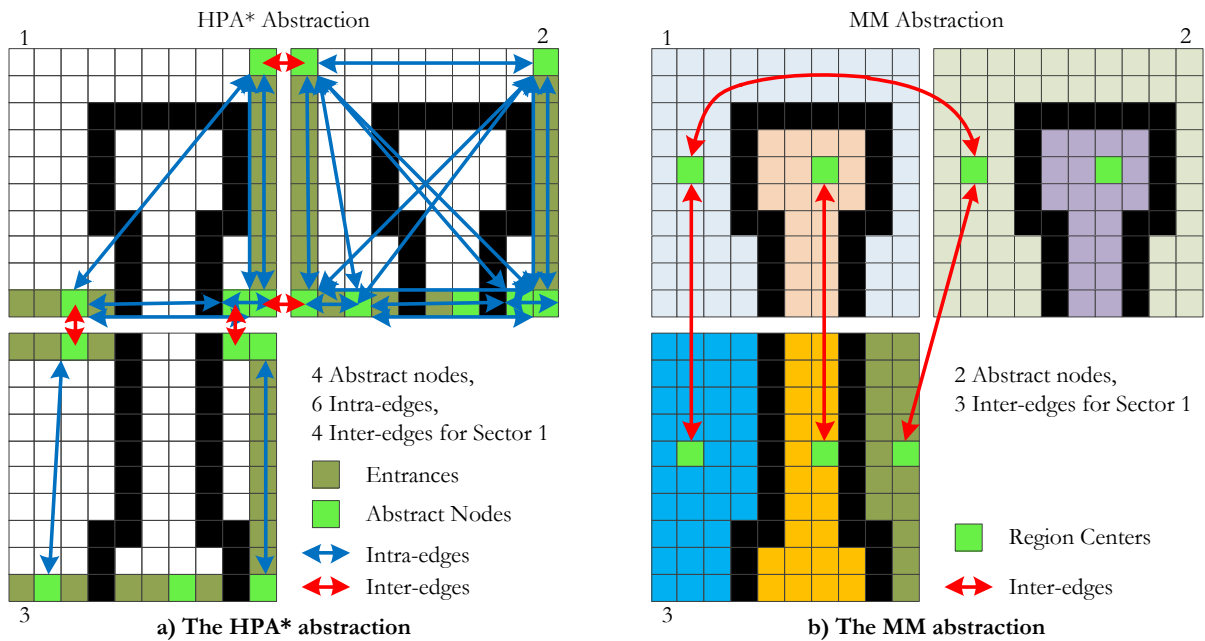 HPA* Abstraction
1
2
4 Abstract nodes,
6 Intra-edges,
4 Inter-edges for Sector 1
Entrances
Abstract Nodes
Intra-edges
Inter-edges
3
a) The HPA* abstraction
MM Abstraction
1
2
2 Abstract nodes,
3 Inter-edges for Sector 1
Region Centers
Inter-edges
3
b) The MM abstraction